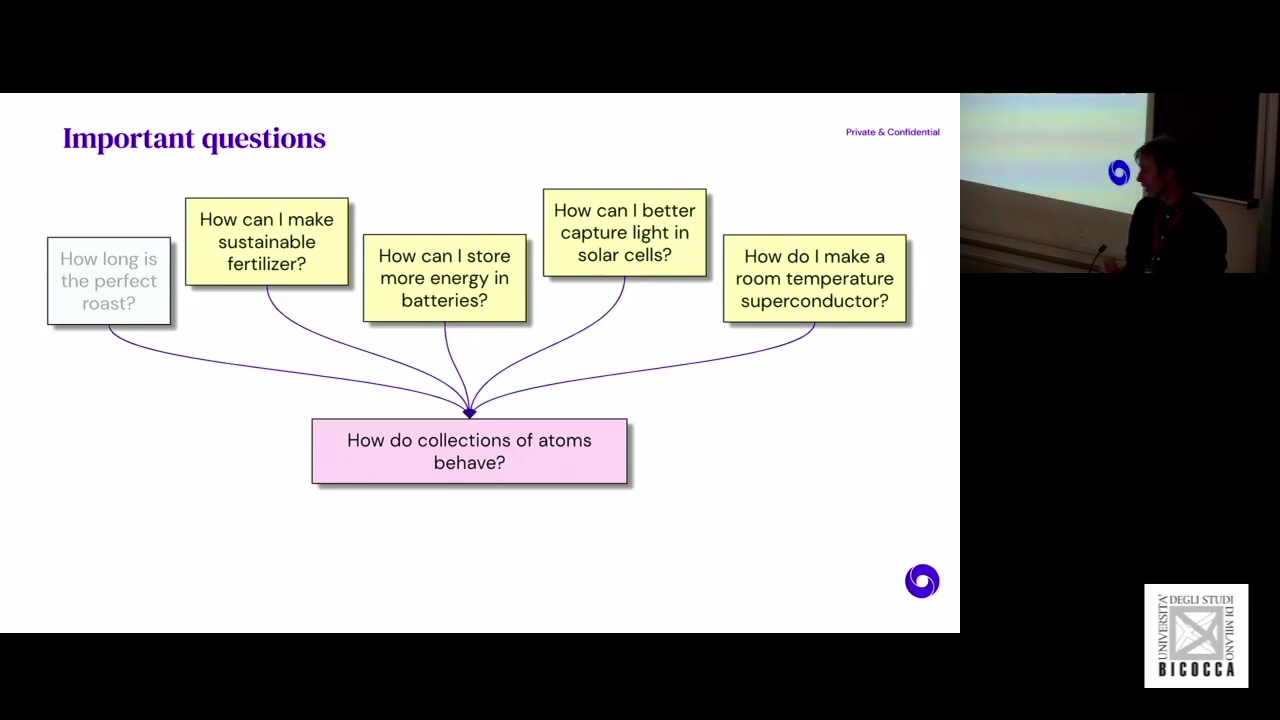 Important questions
Private & Confidential
How long is
the perfect
roast?
How can I make
sustainable
fertilizer?
How can I store
more energy in
batteries?
How can I better
capture light in
solar cells?
How do I make a
room temperature
superconductor?
How do collections of atoms
behave?
UNIVERSITÀ
DEGLI STUDI
DI MILANO
BICOCCA